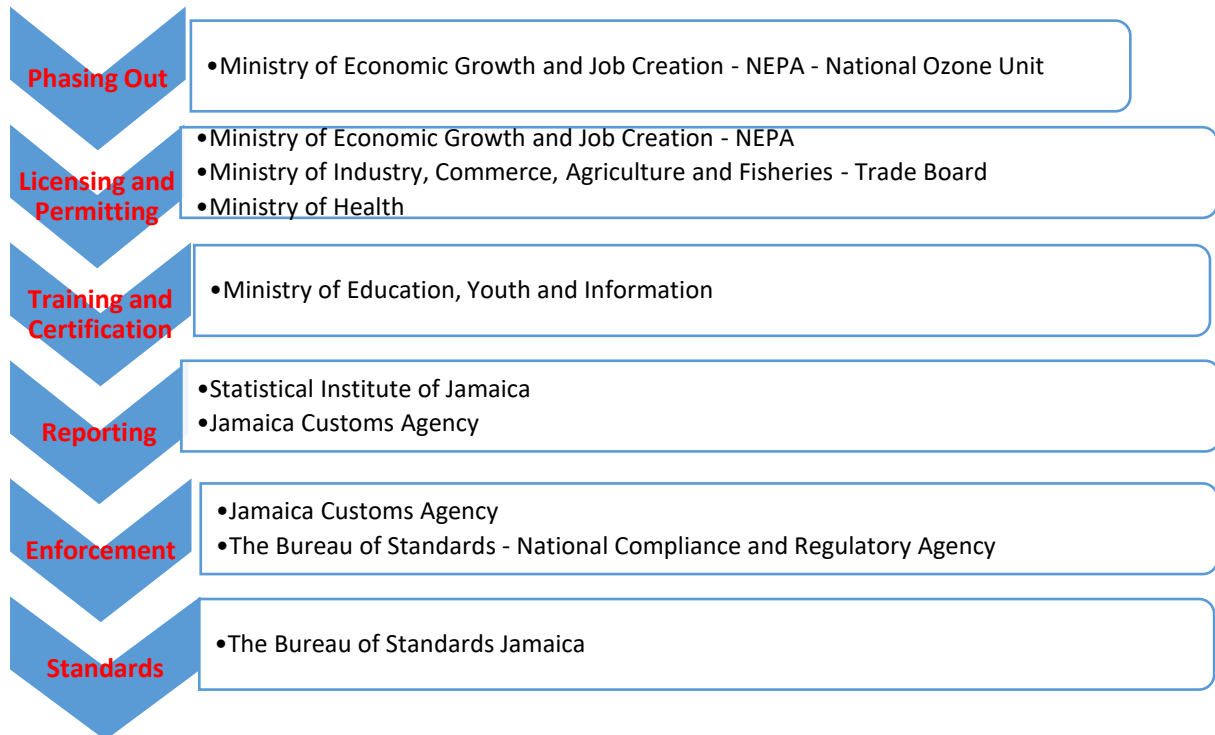 Phasing Out
•Ministry of Economic Growth and Job Creation - NEPA - National Ozone Unit
Licensing and
Permitting
•Ministry of Economic Growth and Job Creation - NEPA
•Ministry of Industry, Commerce, Agriculture and Fisheries - Trade Board
•Ministry of Health
Training and
Certification
•Ministry of Education, Youth and Information
Reporting
•Statistical Institute of Jamaica
•Jamaica Customs Agency
Enforcement
•Jamaica Customs Agency
•The Bureau of Standards - National Compliance and Regulatory Agency
Standards
•The Bureau of Standards Jamaica